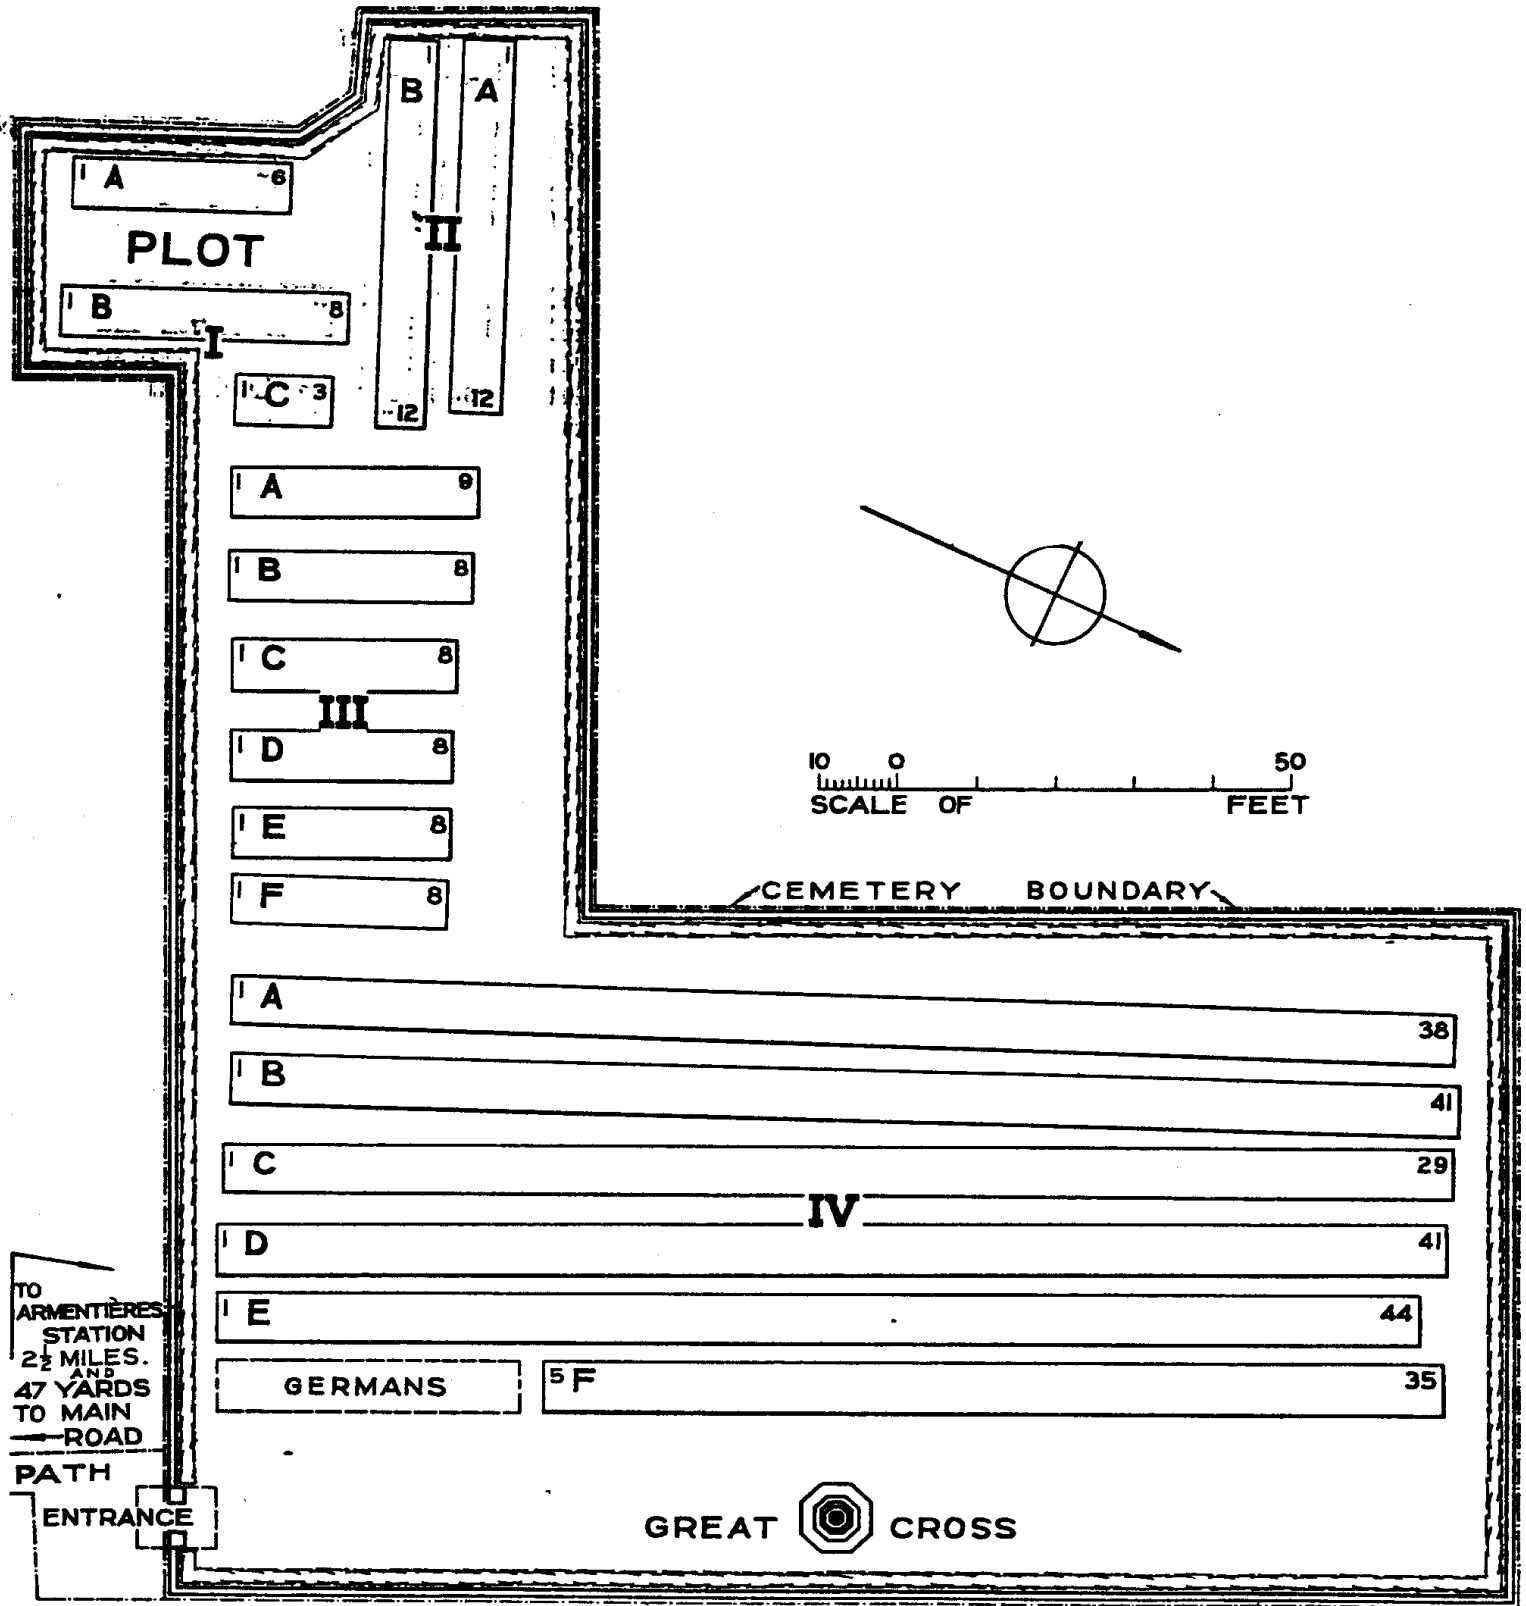 1 1
B A
1 A 6
II
PLOT
1 B 8
I
1 C 3
12 12
1 A 9
1 B 8
1 C 8
III
1 D 8
1 E 8
1 F 8
10 0 50
SCALE OF FEET
CEMETERY BOUNDARY
1 A 38
1 B 41
1 C 29
IV
1 D 41
1 E 44
GERMANS 5 F 35
TO
ARMENTIÈRES
STATION
2½ MILES.
AND
47 YARDS
TO MAIN
ROAD
PATH
ENTRANCE
GREAT CROSS